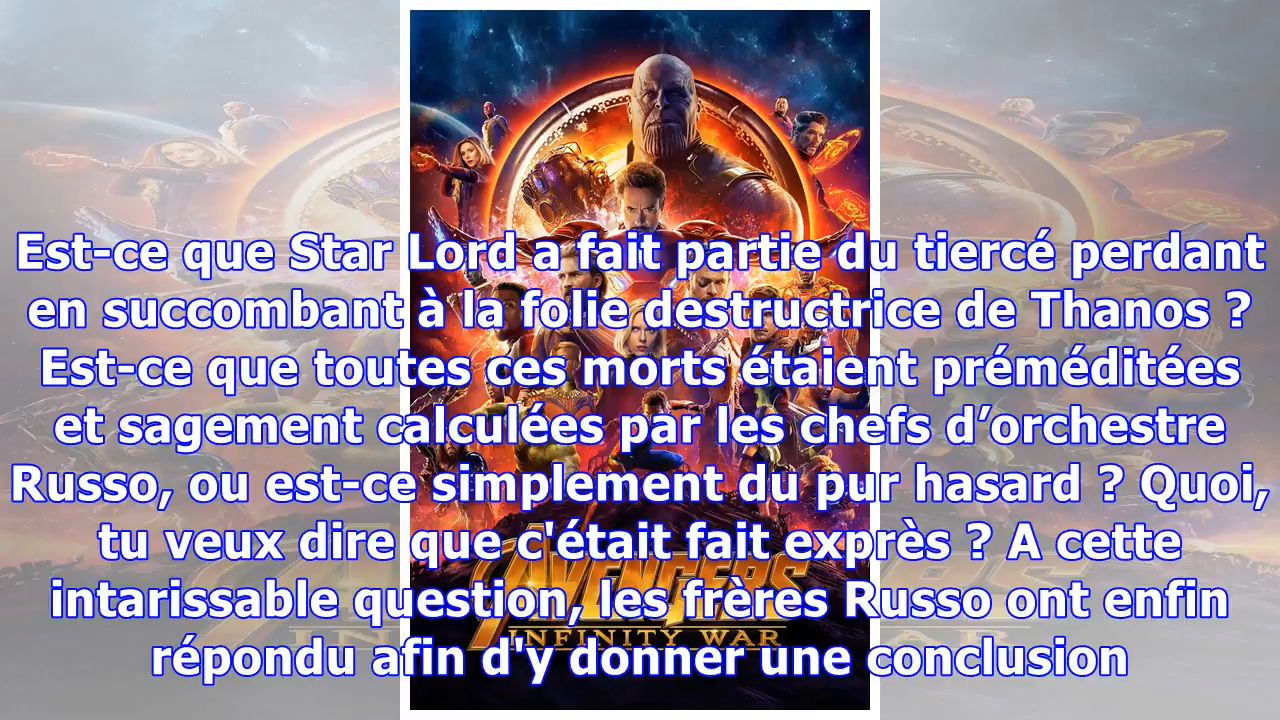 Est-ce que Star Lord a fait partie du tiercé perdant
en succombant à la folie destructrice de Thanos ?
Est-ce que toutes ces morts étaient préméditées
et sagement calculées par les chefs d’orchestre
Russo, ou est-ce simplement du pur hasard ? Quoi,
tu veux dire que c'était fait exprès ? A cette
intarissable question, les frères Russo ont enfin
répondu afin d'y donner une conclusion
AVENGERS
INFINITY WAR